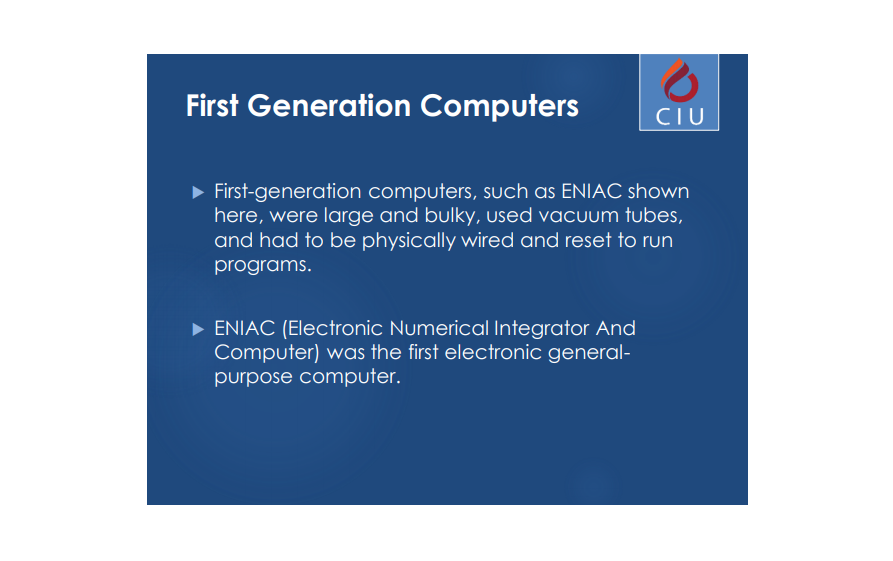 First Generation Computers
CIU
First-generation computers, such as ENIAC shown
here, were large and bulky, used vacuum tubes,
and had to be physically wired and reset to run
programs.
ENIAC (Electronic Numerical Integrator And
Computer) was the first electronic general-
purpose computer.